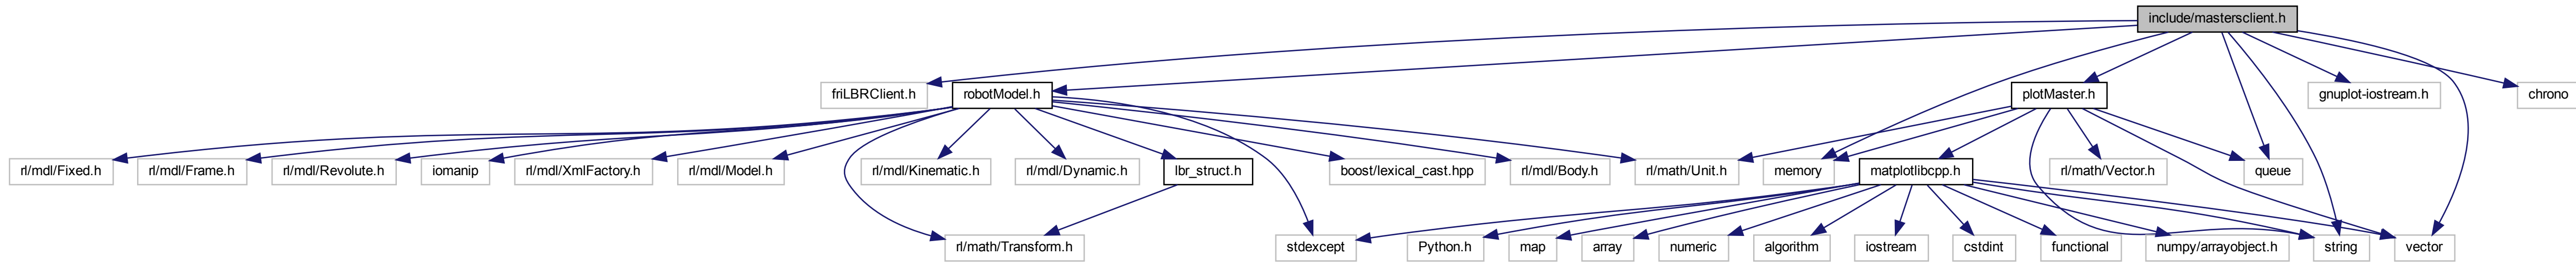 include/mastersclient.h
friLBRClient.h
robotModel.h
plotMaster.h
gnuplot-iostream.h
chrono
rl/mdl/Fixed.h
rl/mdl/Frame.h
rl/mdl/Revolute.h
iomanip
rl/mdl/XmlFactory.h
rl/mdl/Model.h
rl/mdl/Kinematic.h
rl/mdl/Dynamic.h
lbr_struct.h
boost/lexical_cast.hpp
rl/mdl/Body.h
rl/math/Unit.h
memory
matplotlibcpp.h
rl/math/Vector.h
queue
rl/math/Transform.h
stdexcept
Python.h
map
array
numeric
algorithm
iostream
cstdint
functional
numpy/arrayobject.h
string
vector